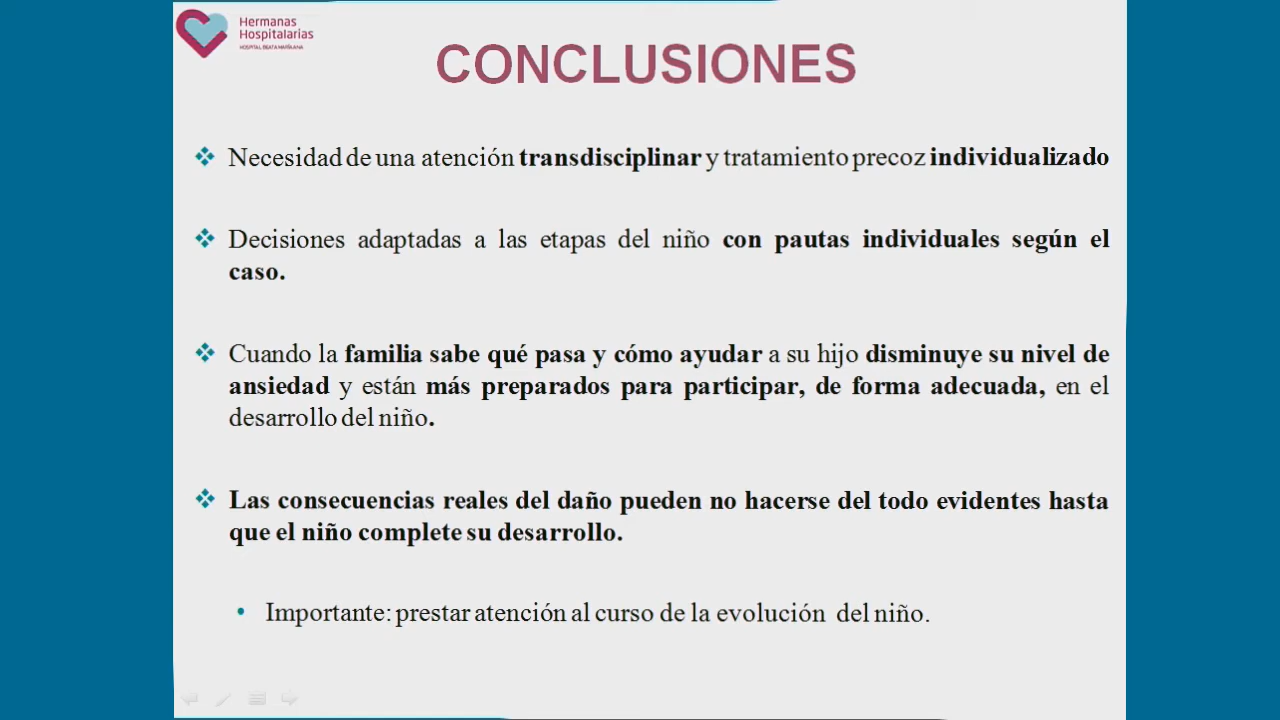 Hermanas
Hospitalarias
HOSPITAL BEATA MARÍA ANA
CONCLUSIONES
Necesidad de una atención transdisciplinar y tratamiento precoz individualizado
Decisiones adaptadas a las etapas del niño con pautas individuales según el
caso.
Cuando la familia sabe qué pasa y cómo ayudar a su hijo disminuye su nivel de
ansiedad y están más preparados para participar, de forma adecuada, en el
desarrollo del niño.
Las consecuencias reales del daño pueden no hacerse del todo evidentes hasta
que el niño complete su desarrollo.
Importante: prestar atención al curso de la evolución del niño.